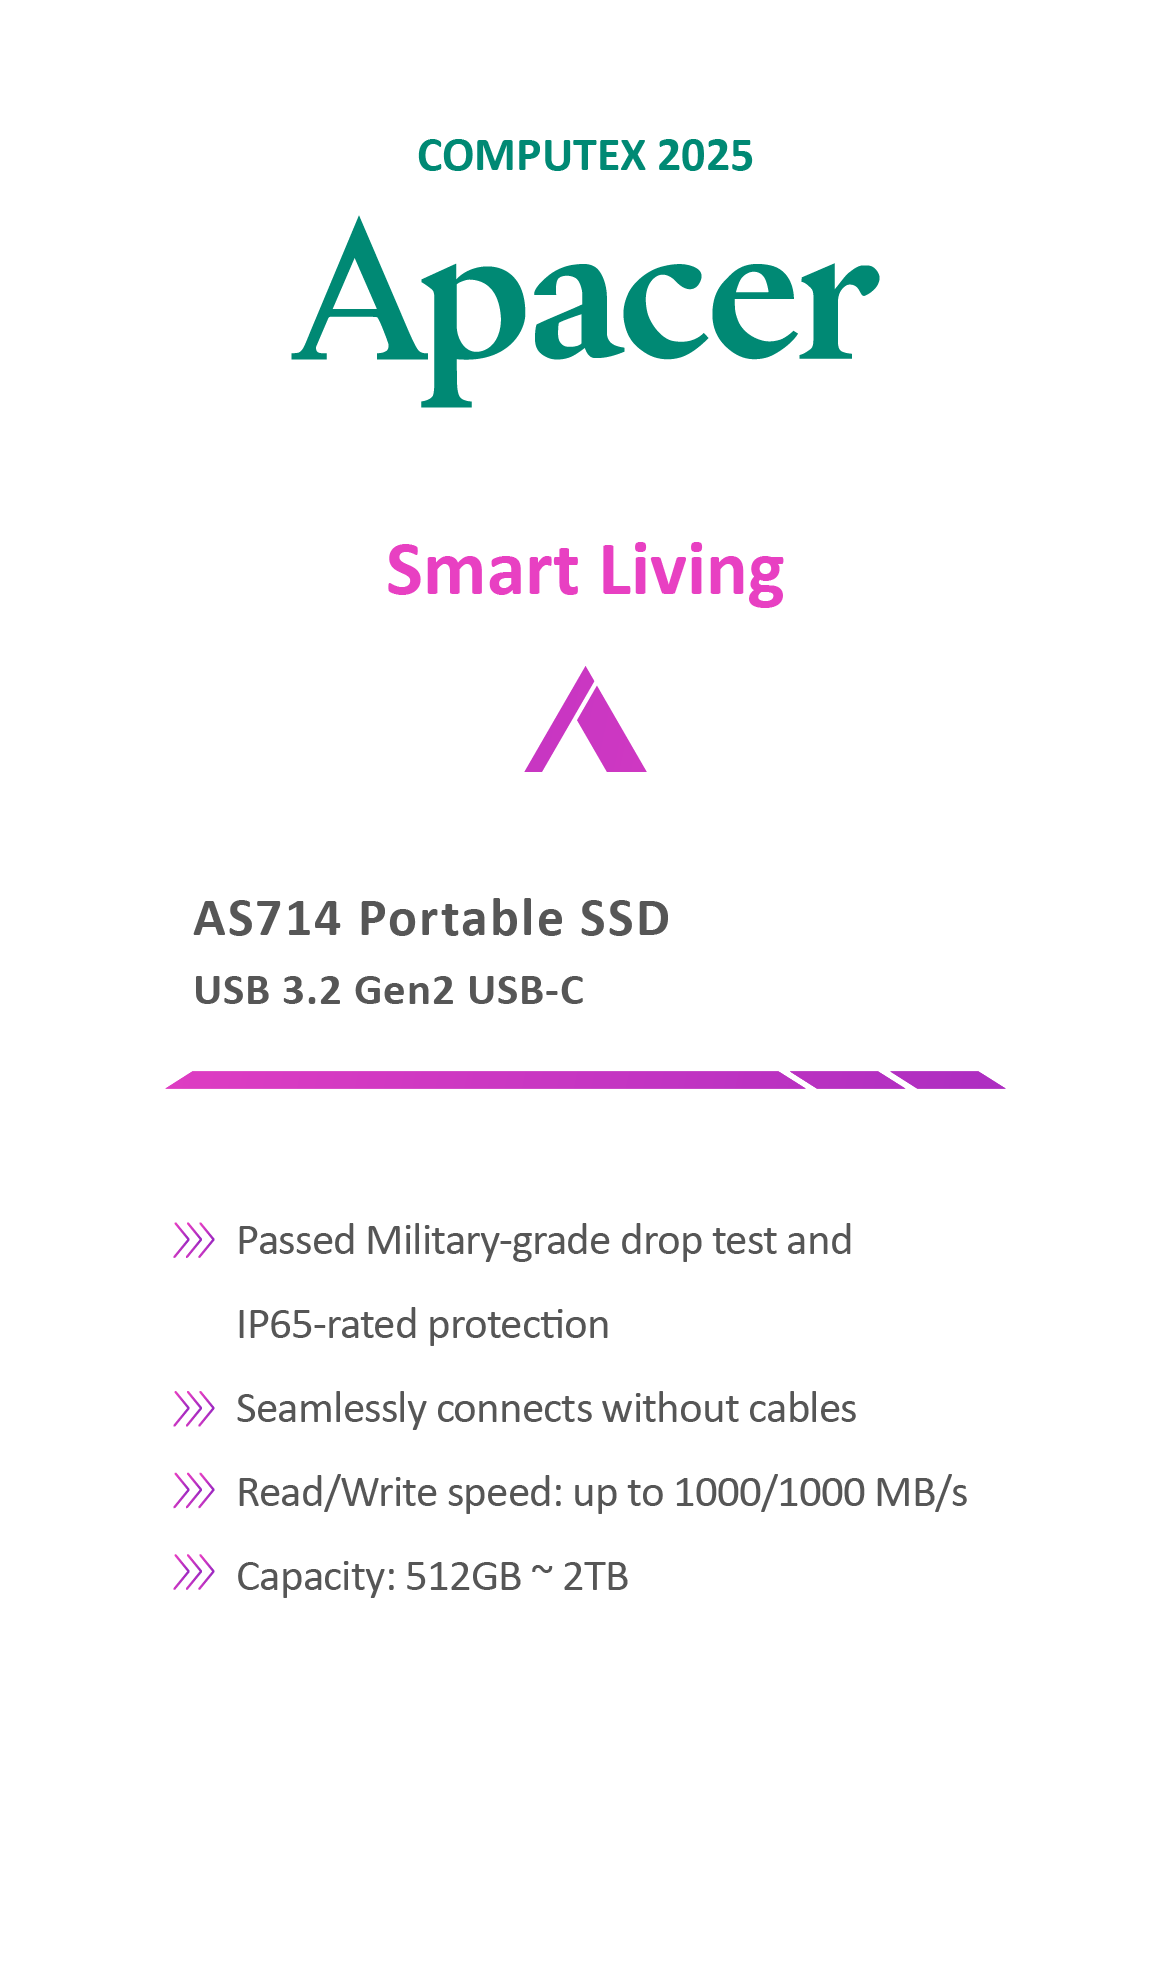 COMPUTEX 2025
Apacer
Smart Living
AS714 Portable SSD
USB 3.2 Gen2 USB-C
Passed Military-grade drop test and
IP65-rated protection
Seamlessly connects without cables
Read/Write speed: up to 1000/1000 MB/s
Capacity: 512GB ~ 2TB